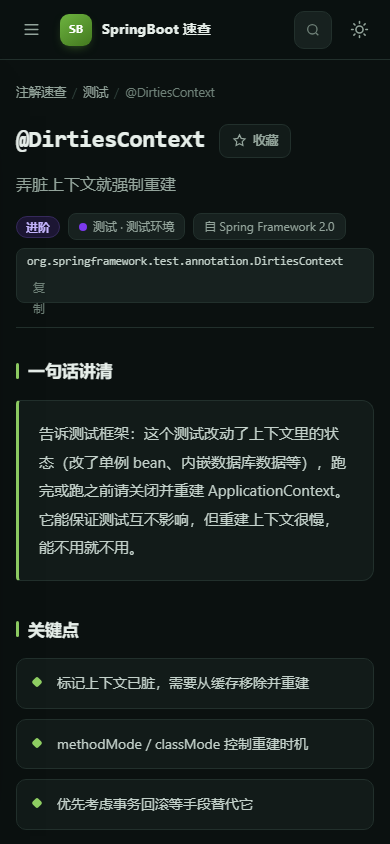 SB SpringBoot 速查
注解速查 / 测试 / @DirtiesContext
@DirtiesContext 收藏
弄脏上下文就强制重建
进阶 测试 · 测试环境 自 Spring Framework 2.0
org.springframework.test.annotation.DirtiesContext
复
制
一句话讲清
告诉测试框架：这个测试改动了上下文里的状
态（改了单例 bean、内嵌数据库数据等），跑
完或跑之前请关闭并重建 ApplicationContext。
它能保证测试互不影响，但重建上下文很慢，
能不用就不用。
关键点
标记上下文已脏，需要从缓存移除并重建
methodMode / classMode 控制重建时机
优先考虑事务回滚等手段替代它